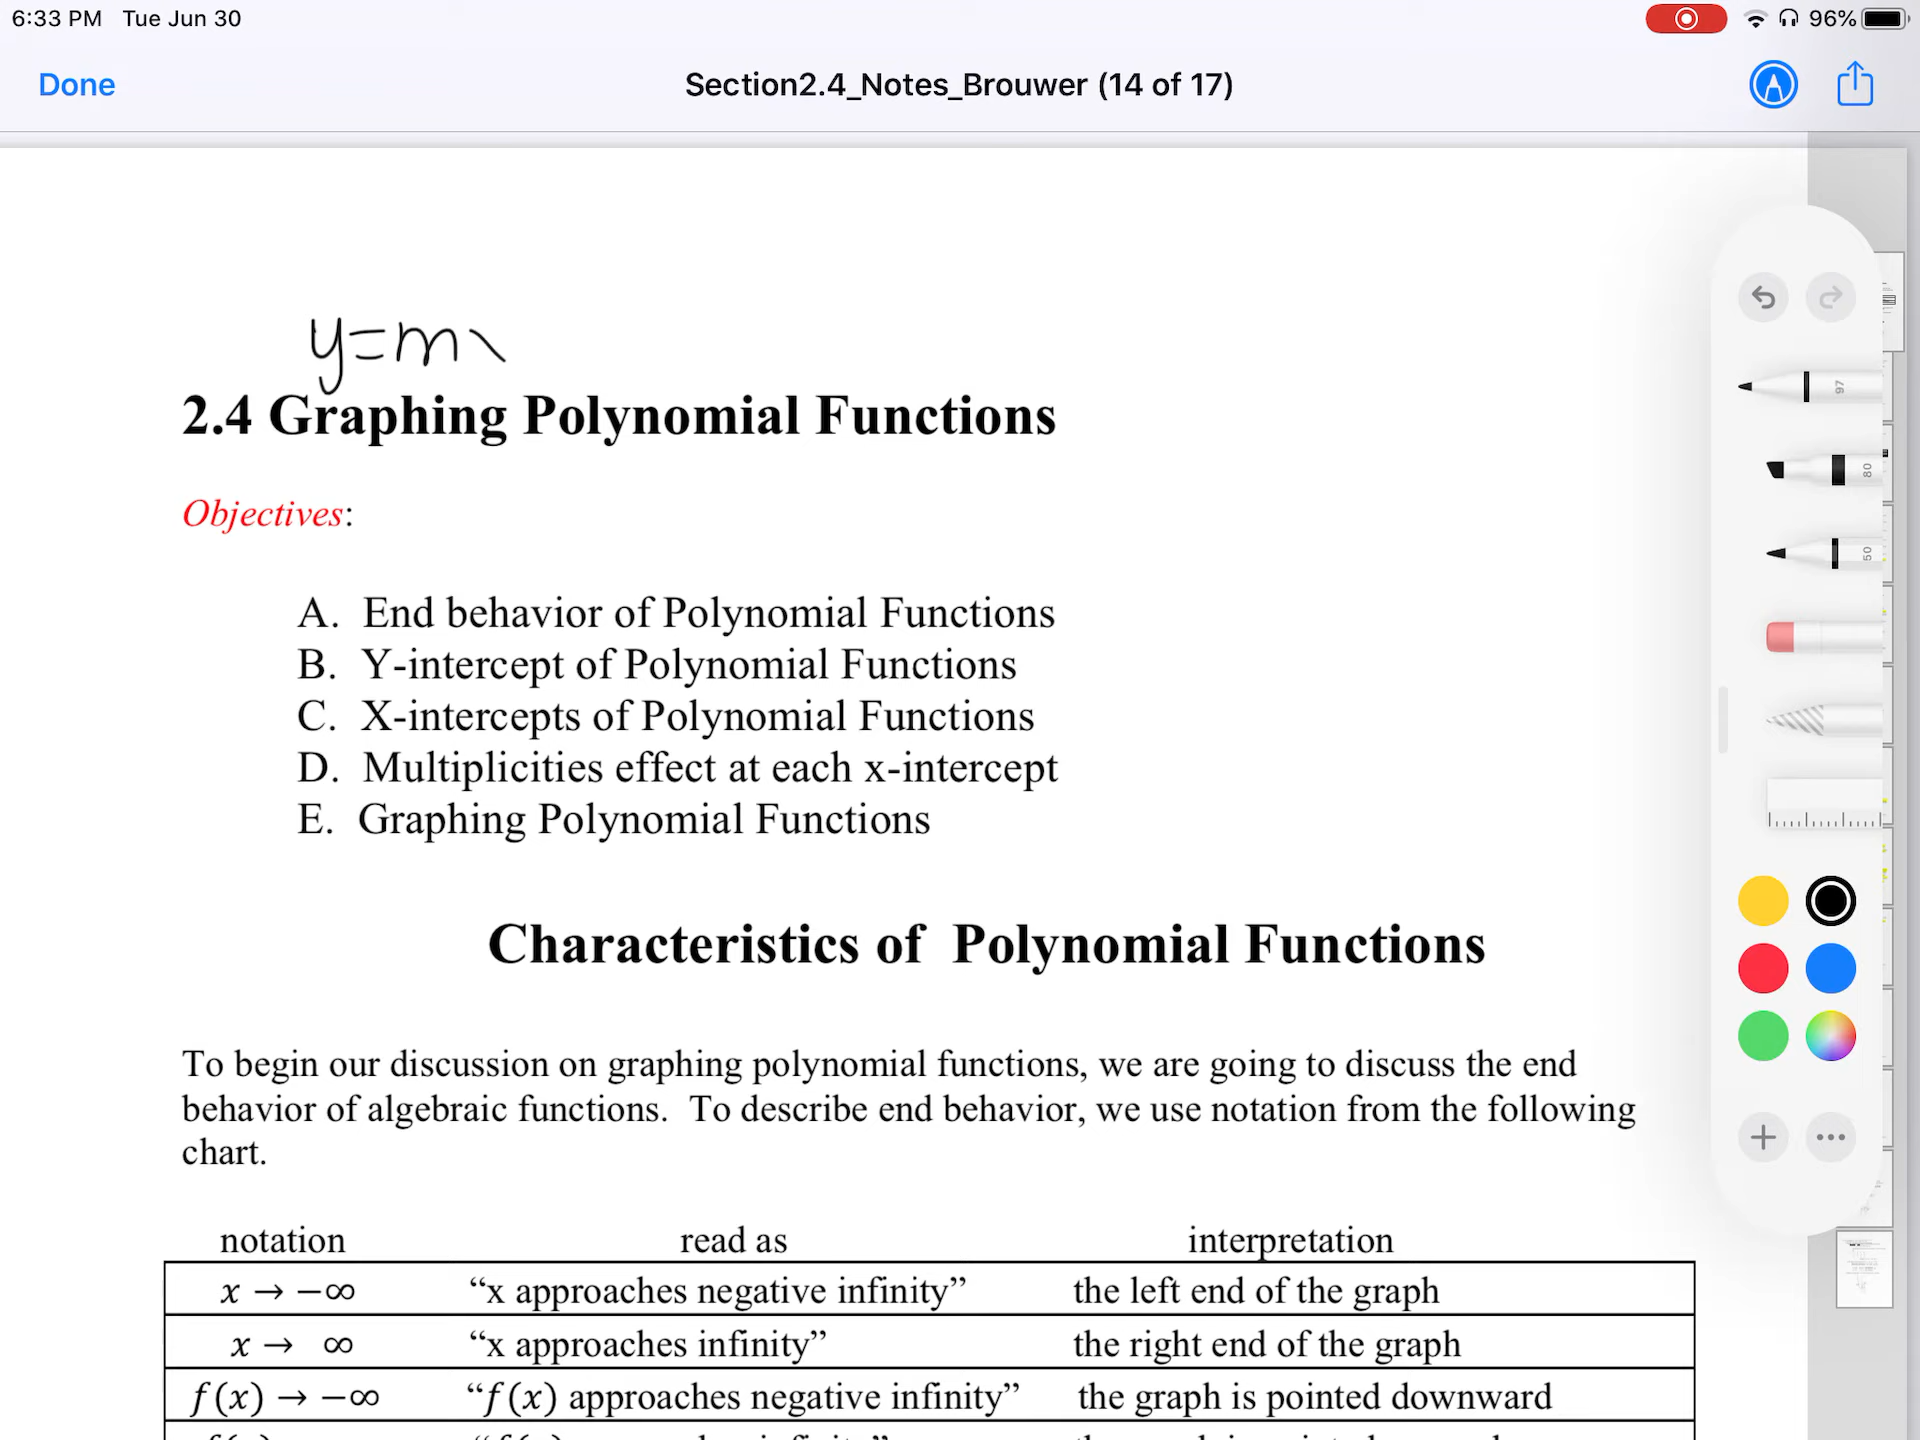 6:33 PM Tue Jun 30
96%
Done
Section2.4_Notes_Brouwer (14 of 17)
y=m
2.4 Graphing Polynomial Functions
Objectives:
A. End behavior of Polynomial Functions
B. Y-intercept of Polynomial Functions
C. X-intercepts of Polynomial Functions
D. Multiplicities effect at each x-intercept
E. Graphing Polynomial Functions
Characteristics of Polynomial Functions
To begin our discussion on graphing polynomial functions, we are going to discuss the end
behavior of algebraic functions. To describe end behavior, we use notation from the following
chart.
notation read as interpretation
x → −∞ “x approaches negative infinity” the left end of the graph
x → ∞ “x approaches infinity” the right end of the graph
f(x) → −∞ “f(x) approaches negative infinity” the graph is pointed downward
97
80
50